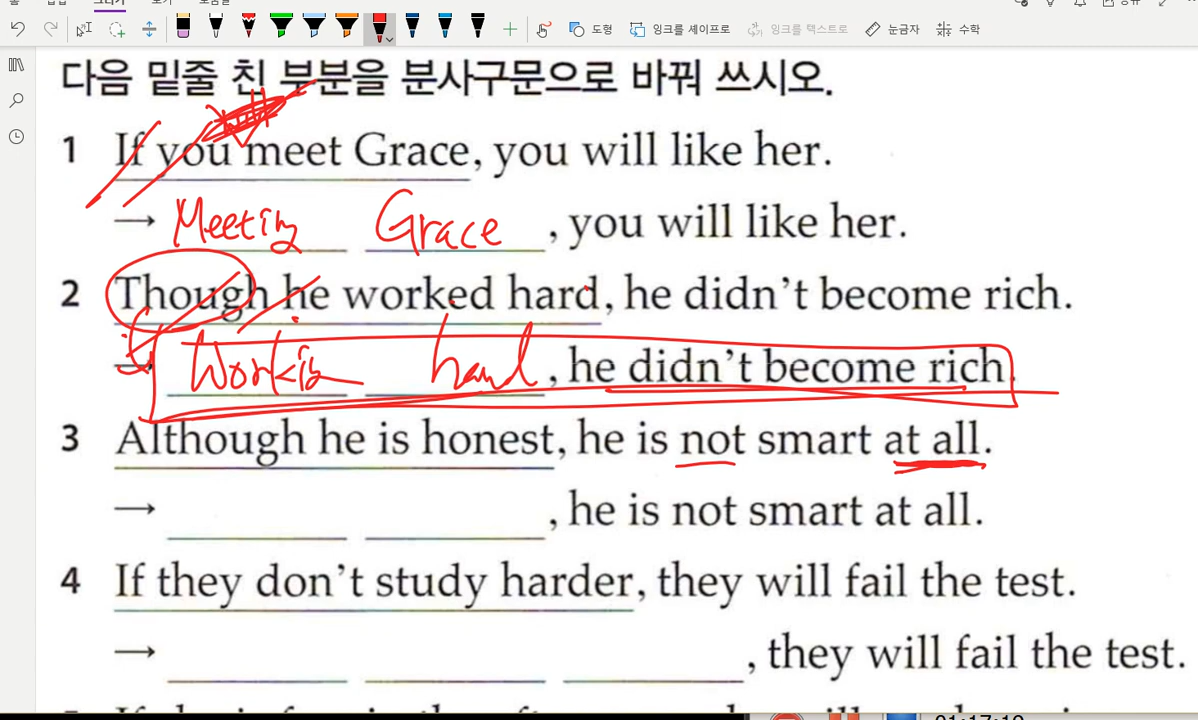 도형 잉크를 셰이프로 잉크를 텍스트로 눈금자 수학
다음 밑줄 친 부분을 분사구문으로 바꿔 쓰시오.
1 If you meet Grace, you will like her.
→ Meeting Grace , you will like her.
2 Though he worked hard, he didn't become rich.
→ Working hard , he didn't become rich.
3 Although he is honest, he is not smart at all.
→ , he is not smart at all.
4 If they don't study harder, they will fail the test.
→ , they will fail the test.
01:17:10